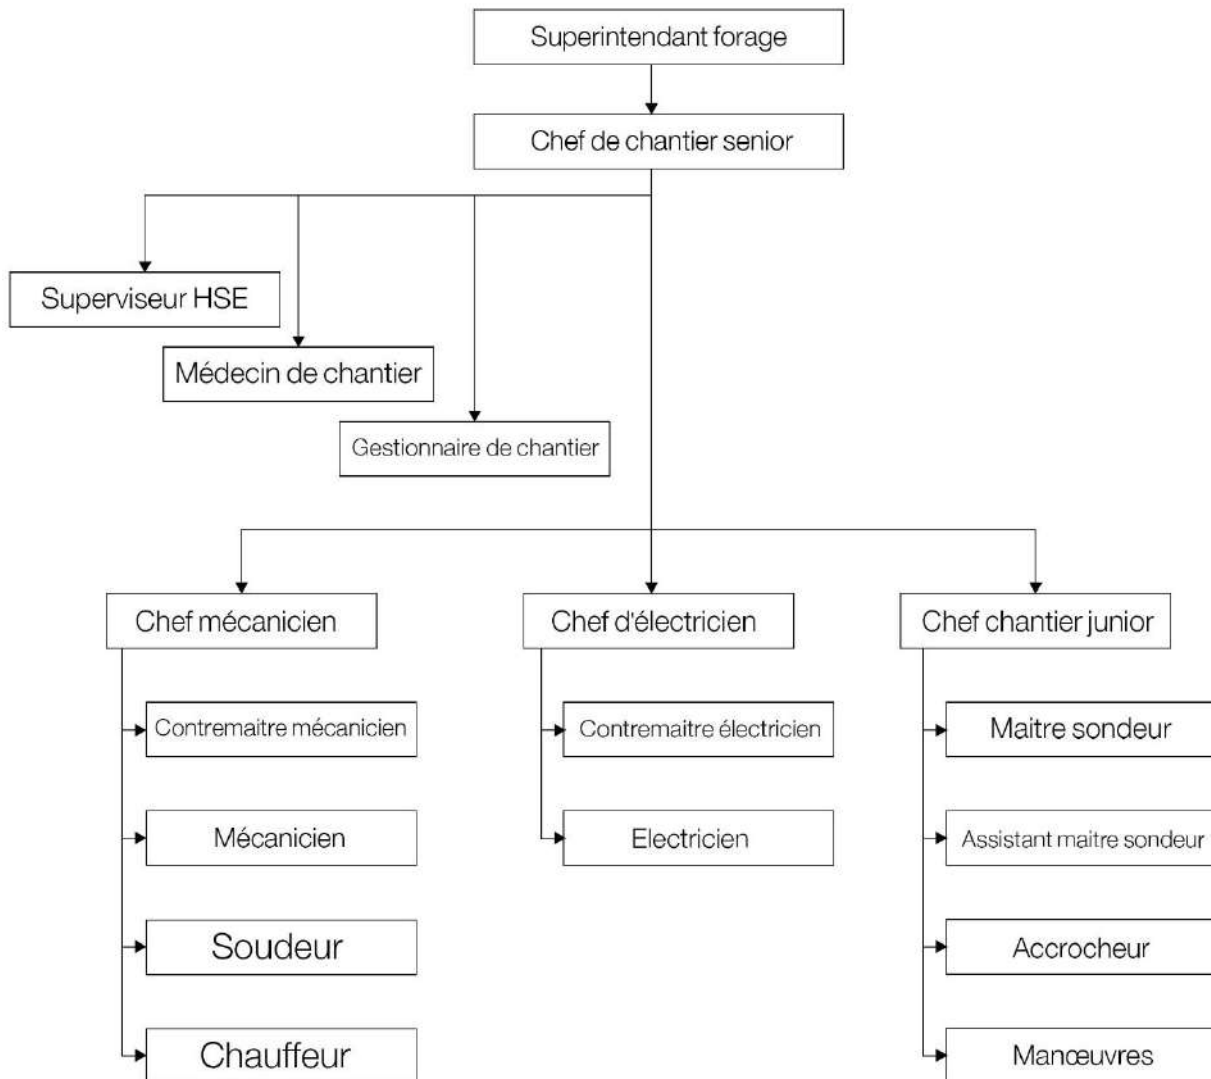 Superintendant forage
Chef de chantier senior
Superviseur HSE
Médecin de chantier
Gestionnaire de chantier
Chef mécanicien
Chef d'électricien
Chef chantier junior
Contremaitre mécanicien
Contremaitre électricien
Maitre sondeur
Mécanicien
Electricien
Assistant maitre sondeur
Soudeur
Accrocheur
Chauffeur
Manœuvres